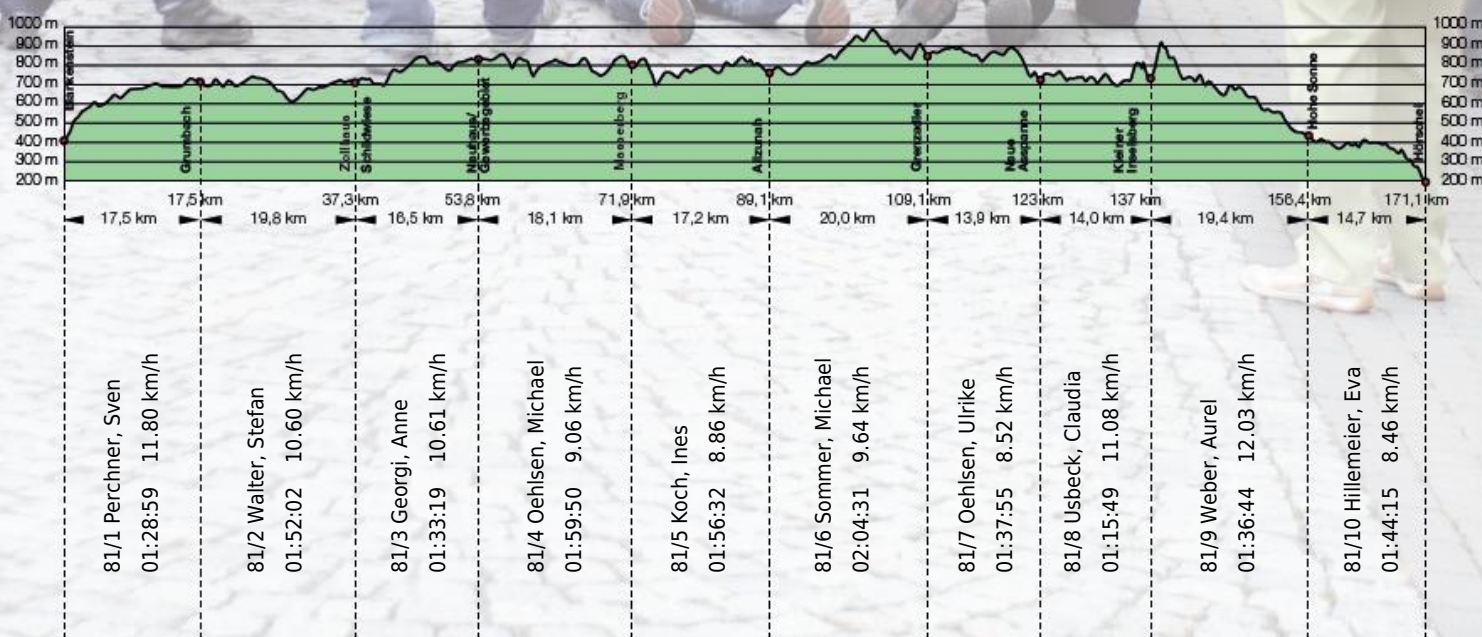 1000 m 1000 m
900 m 900 m
800 m 800 m
700 m 700 m
600 m 600 m
500 m 500 m
400 m 400 m
300 m 300 m
200 m 200 m
Blankenstein
Grumbach
Zollhaus
Schildwiese
Neuhaus/
Masserberg
Allzunah
Grenzadler
Neue
Ausspanne
Kleiner
Inselsberg
Hohe Sonne
Hörschel
17,5 km 37,3 km 53,8 km 71,9 km 89,1 km 109,1 km 123 km 137 km 156,4 km 171,1 km
17,5 km 19,8 km 16,5 km 18,1 km 17,2 km 20,0 km 13,9 km 14,0 km 19,4 km 14,7 km
81/1 Perchner, Sven
01:28:59 11.80 km/h
81/2 Walter, Stefan
01:52:02 10.60 km/h
81/3 Georgi, Anne
01:33:19 10.61 km/h
81/4 Oehlsen, Michael
01:59:50 9.06 km/h
81/5 Koch, Ines
01:56:32 8.86 km/h
81/6 Sommer, Michael
02:04:31 9.64 km/h
81/7 Oehlsen, Ulrike
01:37:55 8.52 km/h
81/8 Usbeck, Claudia
01:15:49 11.08 km/h
81/9 Weber, Aurel
01:36:44 12.03 km/h
81/10 Hillemeier, Eva
01:44:15 8.46 km/h